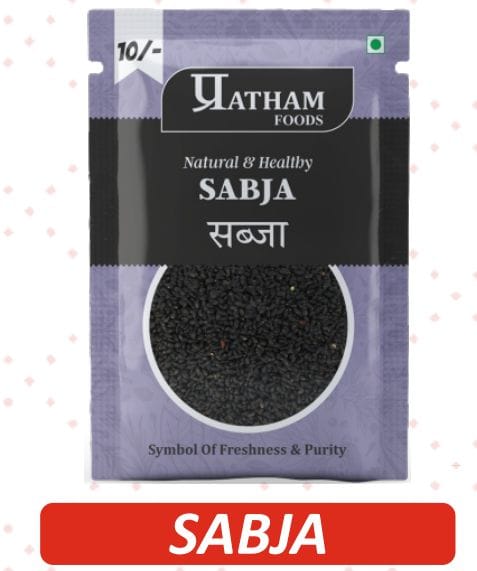 10/-
प्रATHAM
FOODS
Natural & Healthy
SABJA
सब्जा
Symbol Of Freshness & Purity
SABJA